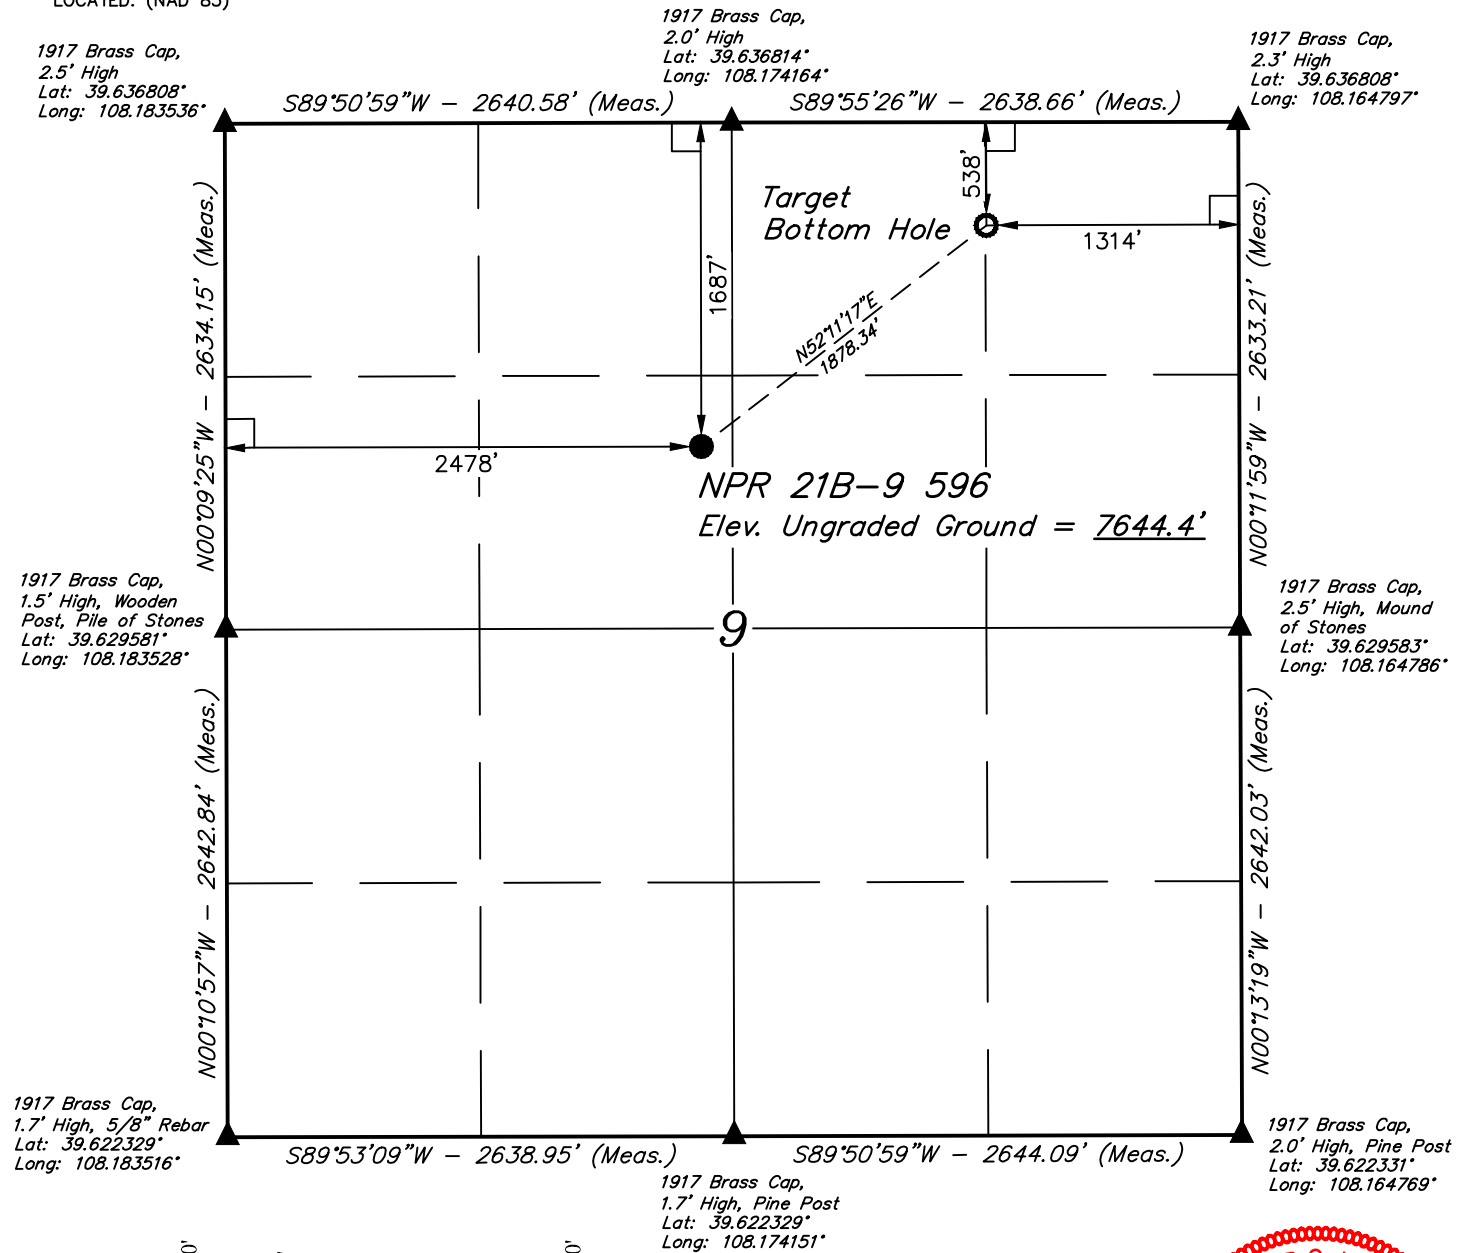 LOCATED. (NAD 83)
1917 Brass Cap,
2.5' High
Lat: 39.636808°
Long: 108.183536°
1917 Brass Cap,
2.0' High
Lat: 39.636814°
Long: 108.174164°
1917 Brass Cap,
2.3' High
Lat: 39.636808°
Long: 108.164797°
S89°50'59"W - 2640.58' (Meas.)
S89°55'26"W - 2638.66' (Meas.)
N00°09'25"W - 2634.15' (Meas.)
1687'
538'
Target
Bottom Hole
1314'
N00°11'59"W - 2633.21' (Meas.)
N52°11'17"E
1878.34'
2478'
NPR 21B-9 596
Elev. Ungraded Ground = 7644.4'
1917 Brass Cap,
1.5' High, Wooden
Post, Pile of Stones
Lat: 39.629581°
Long: 108.183528°
9
1917 Brass Cap,
2.5' High, Mound
of Stones
Lat: 39.629583°
Long: 108.164786°
N00°10'57"W - 2642.84' (Meas.)
N00°13'19"W - 2642.03' (Meas.)
1917 Brass Cap,
1.7' High, 5/8" Rebar
Lat: 39.622329°
Long: 108.183516°
S89°53'09"W - 2638.95' (Meas.)
S89°50'59"W - 2644.09' (Meas.)
1917 Brass Cap,
1.7' High, Pine Post
Lat: 39.622329°
Long: 108.174151°
1917 Brass Cap,
2.0' High, Pine Post
Lat: 39.622331°
Long: 108.164769°